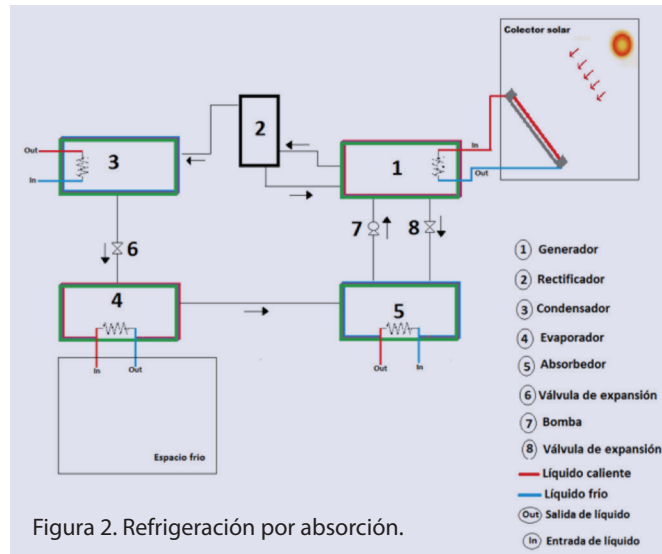 Colector solar
2
Out
In
3
1
In
Out
6
7
8
4
5
In
Out
Out
In
Espacio frio
1 Generador
2 Rectificador
3 Condensador
4 Evaporador
5 Absorbedor
6 Válvula de expansión
7 Bomba
8 Válvula de expansión
Líquido caliente
Líquido frío
Out Salida de líquido
In Entrada de líquido
Figura 2. Refrigeración por absorción.